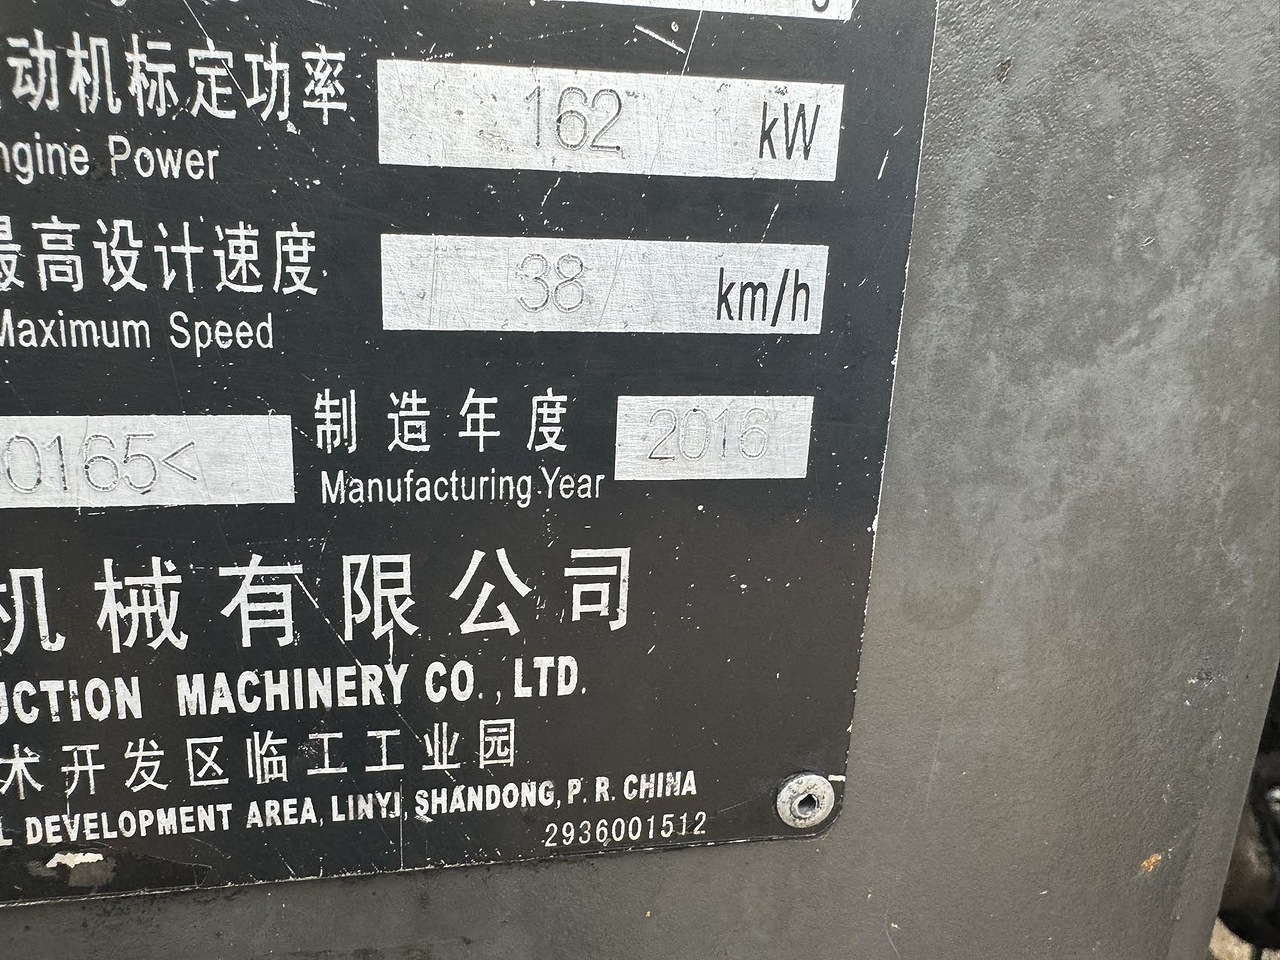 动机标定功率 162 kW
ngine Power
最高设计速度 38 km/h
Maximum Speed
0165< 制造年度 2016
Manufacturing Year
机械有限公司
UCTION MACHINERY CO., LTD.
术开发区临工工业园
L DEVELOPMENT AREA, LINYI, SHANDONG, P. R. CHINA
2936001512